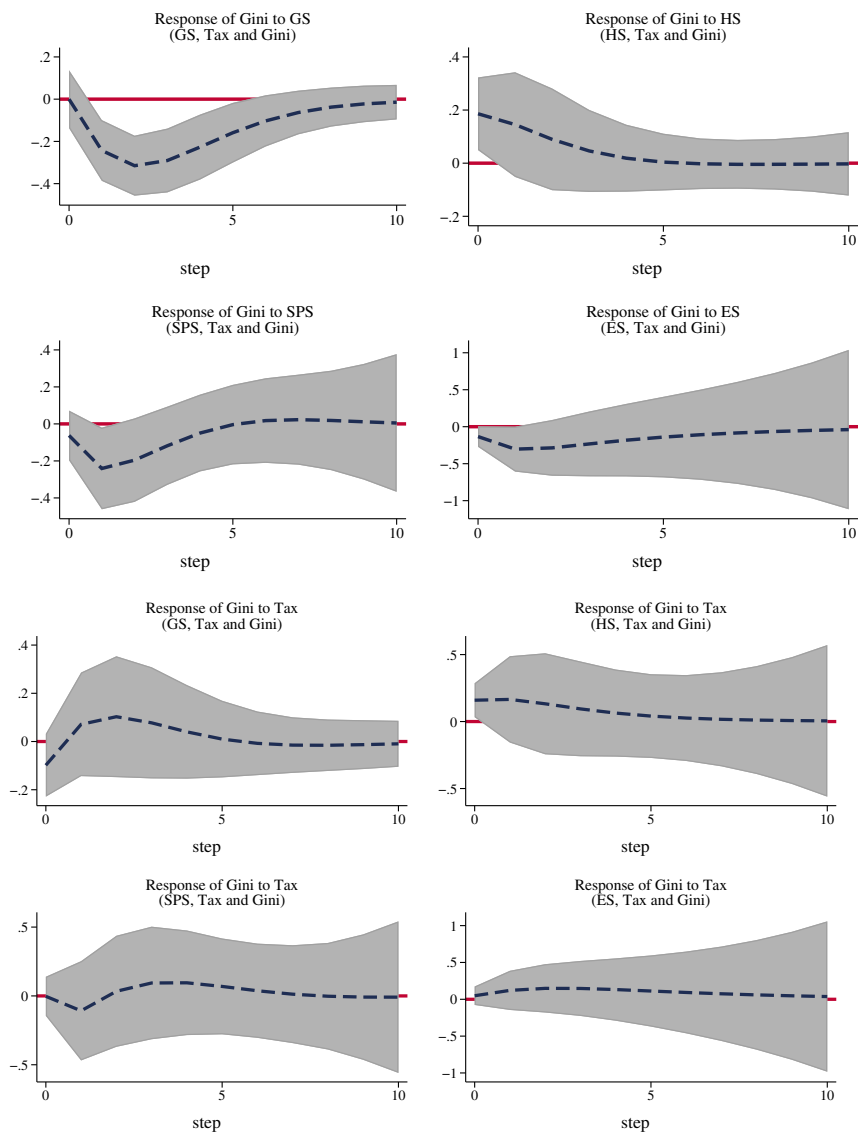 Response of Gini to GS
(GS, Tax and Gini)
.2
0
−.2
−.4
0
5
10
step
Response of Gini to HS
(HS, Tax and Gini)
.4
.2
0
−.2
0
5
10
step
Response of Gini to SPS
(SPS, Tax and Gini)
.4
.2
0
−.2
−.4
0
5
10
step
Response of Gini to ES
(ES, Tax and Gini)
1
.5
0
−.5
−1
0
5
10
step
Response of Gini to Tax
(GS, Tax and Gini)
.4
.2
0
−.2
0
5
10
step
Response of Gini to Tax
(HS, Tax and Gini)
.5
0
−.5
0
5
10
step
Response of Gini to Tax
(SPS, Tax and Gini)
.5
0
−.5
0
5
10
step
Response of Gini to Tax
(ES, Tax and Gini)
1
.5
0
−.5
−1
0
5
10
step